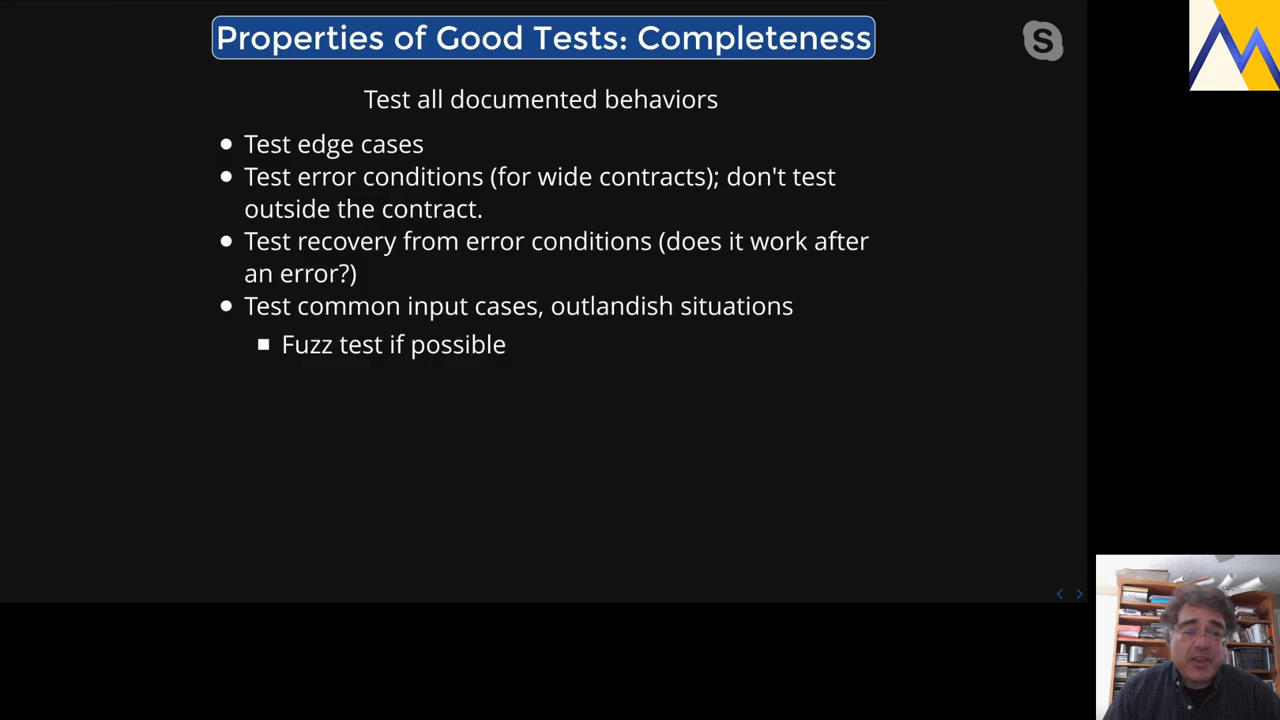 Properties of Good Tests: Completeness
S
Test all documented behaviors
Test edge cases
Test error conditions (for wide contracts); don't test
outside the contract.
Test recovery from error conditions (does it work after
an error?)
Test common input cases, outlandish situations
Fuzz test if possible